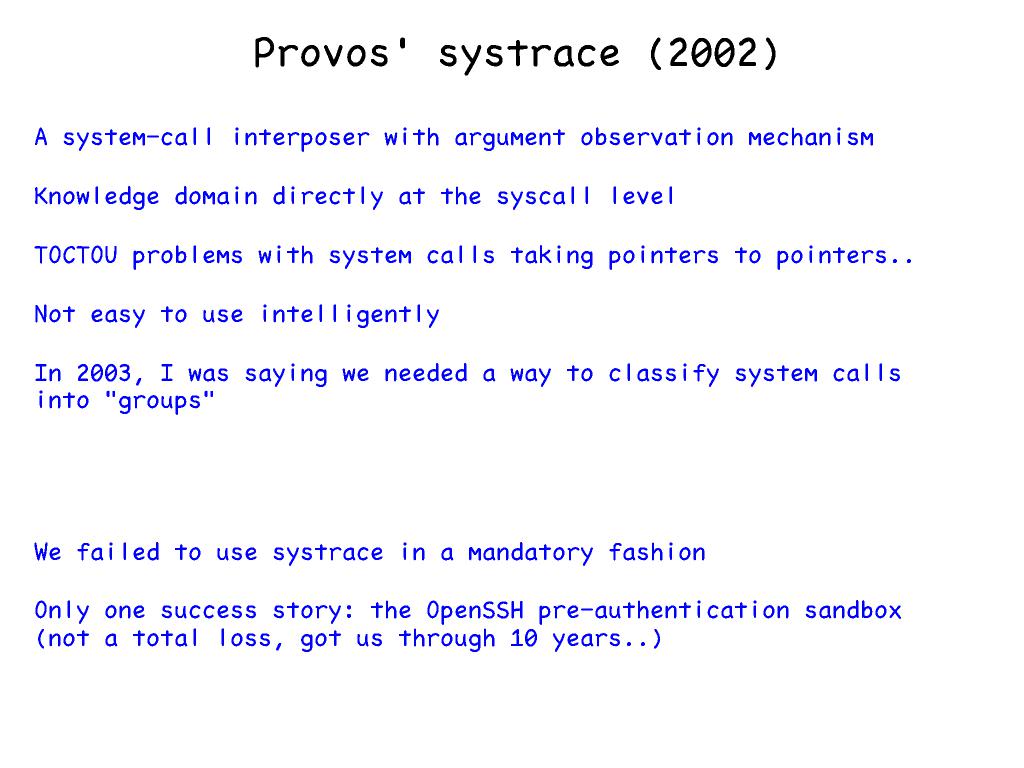 Provos' systrace (2002)
A system-call interposer with argument observation mechanism
Knowledge domain directly at the syscall level
TOCTOU problems with system calls taking pointers to pointers..
Not easy to use intelligently
In 2003, I was saying we needed a way to classify system calls
into "groups"
We failed to use systrace in a mandatory fashion
Only one success story: the OpenSSH pre-authentication sandbox
(not a total loss, got us through 10 years..)